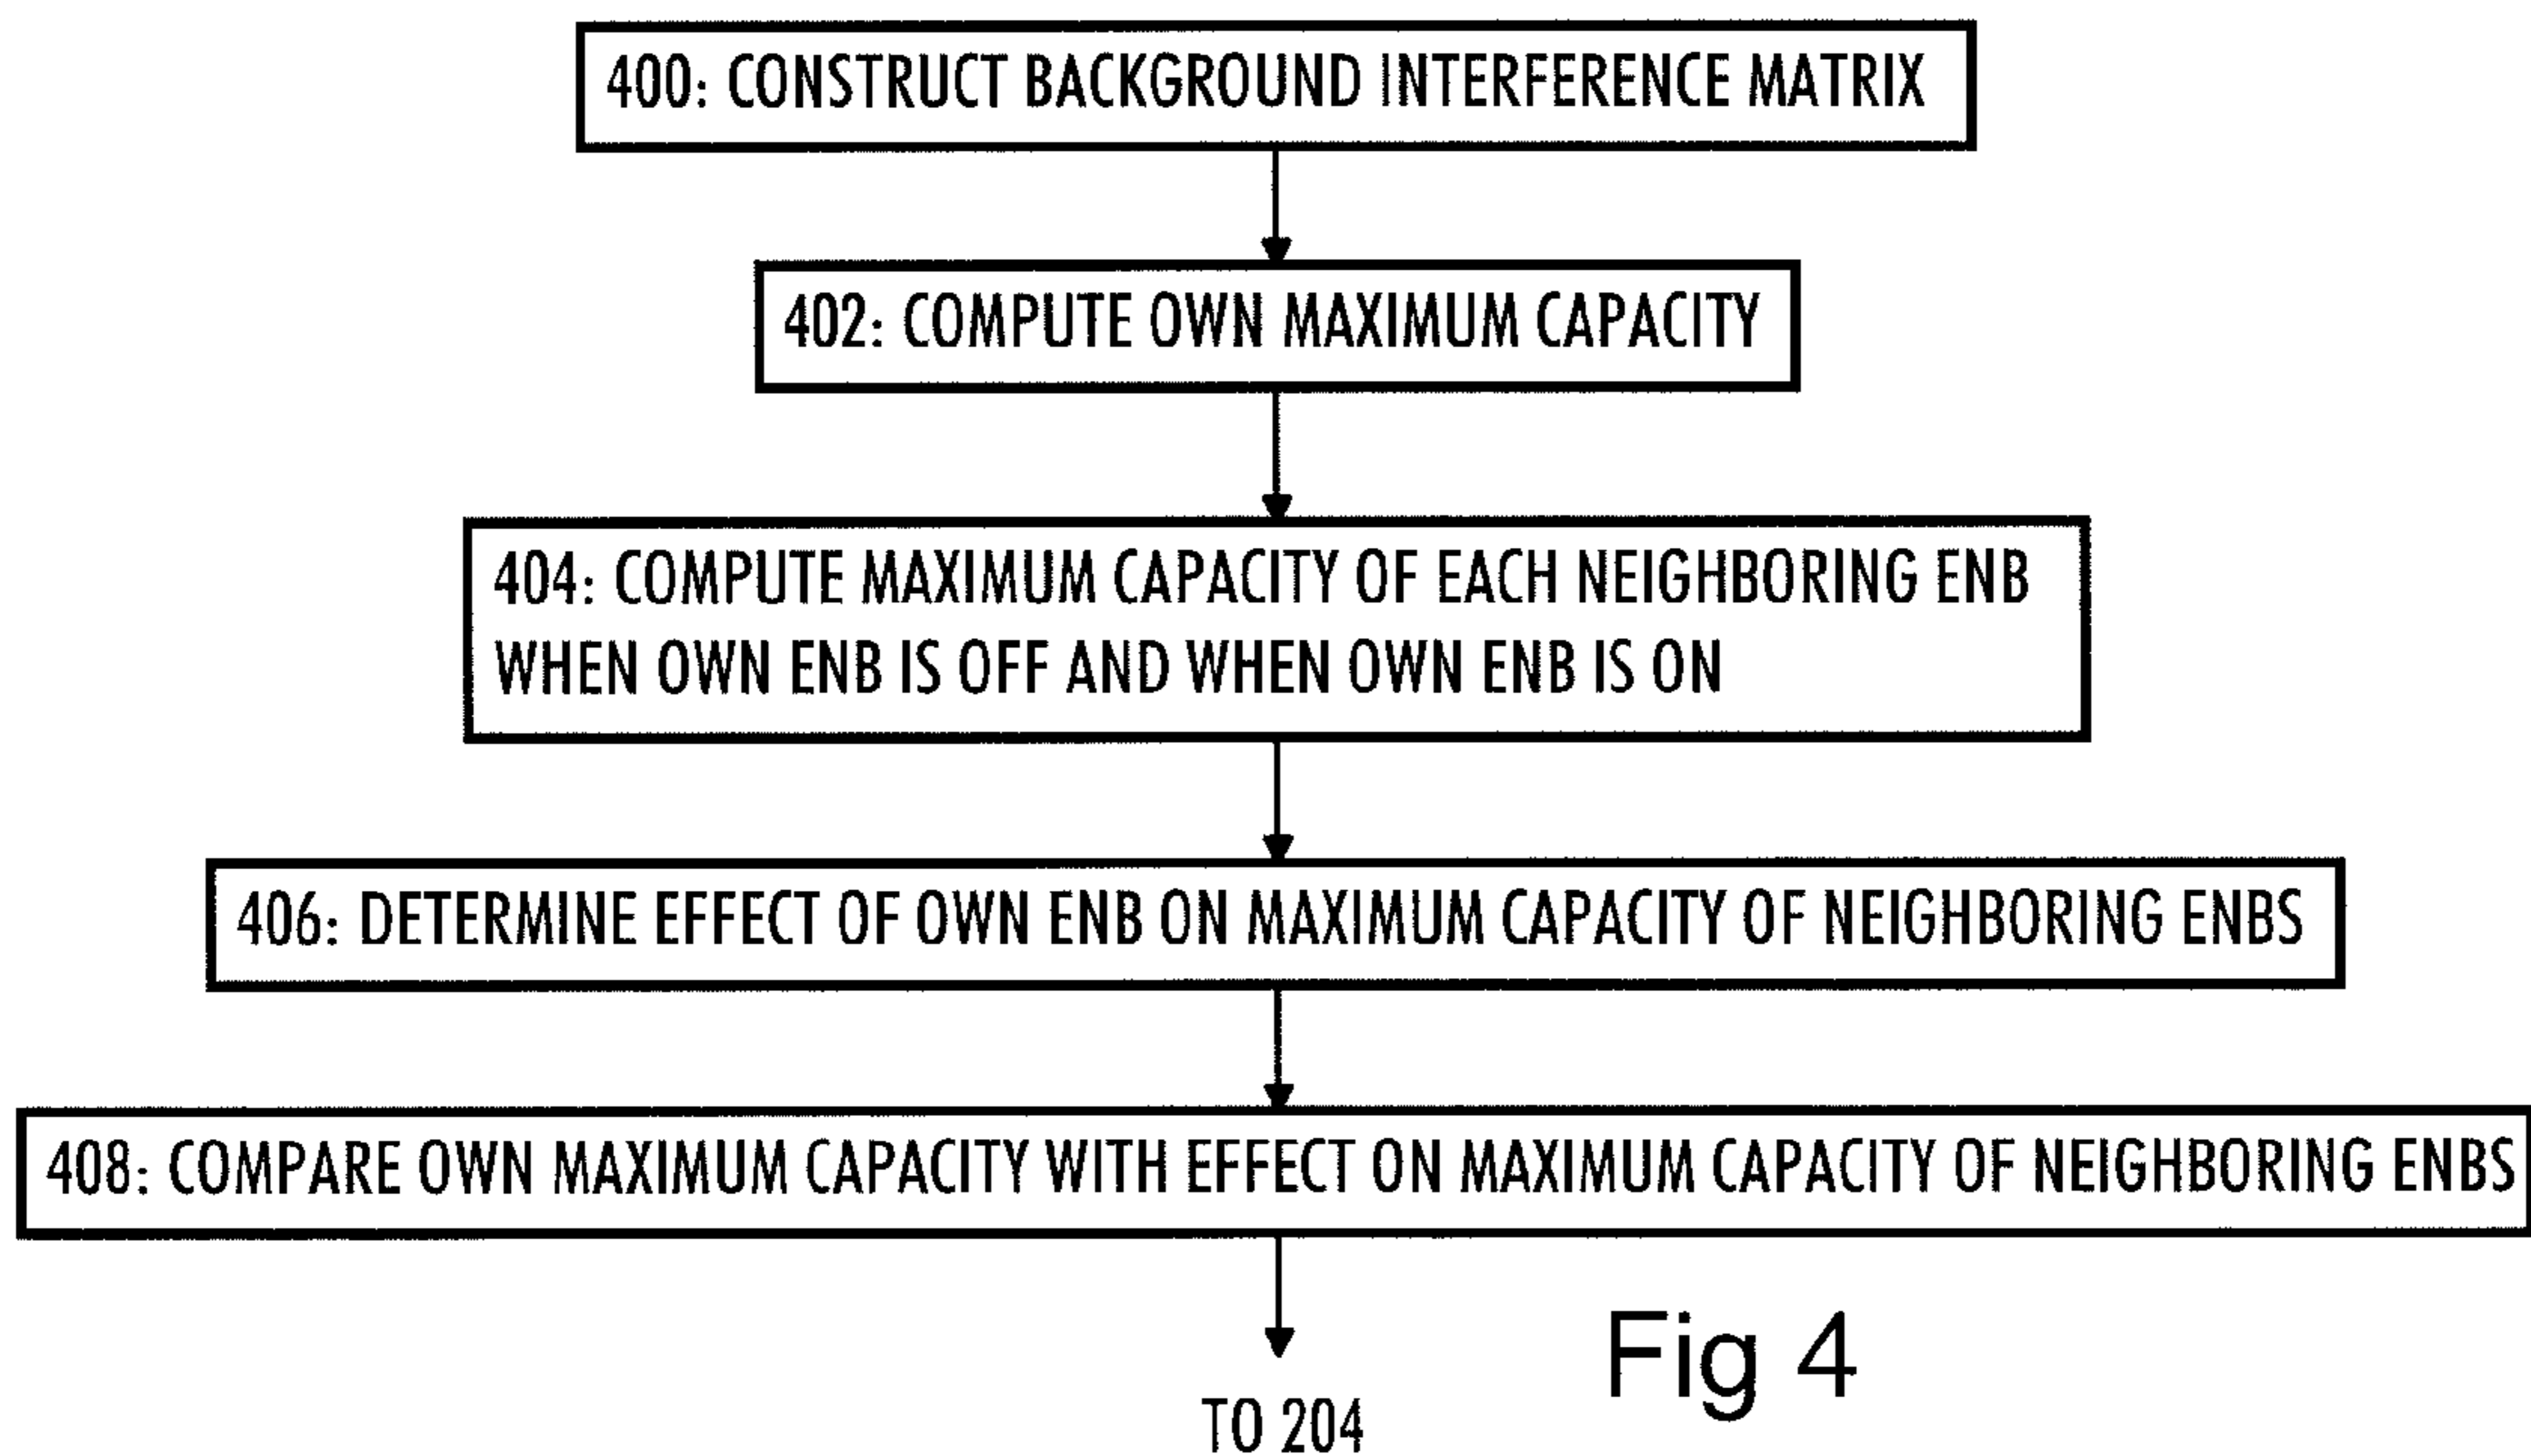 400: CONSTRUCT BACKGROUND INTERFERENCE MATRIX
402: COMPUTE OWN MAXIMUM CAPACITY
404: COMPUTE MAXIMUM CAPACITY OF EACH NEIGHBORING ENB
WHEN OWN ENB IS OFF AND WHEN OWN ENB IS ON
406: DETERMINE EFFECT OF OWN ENB ON MAXIMUM CAPACITY OF NEIGHBORING ENBS
408: COMPARE OWN MAXIMUM CAPACITY WITH EFFECT ON MAXIMUM CAPACITY OF NEIGHBORING ENBS
Fig 4
TO 204